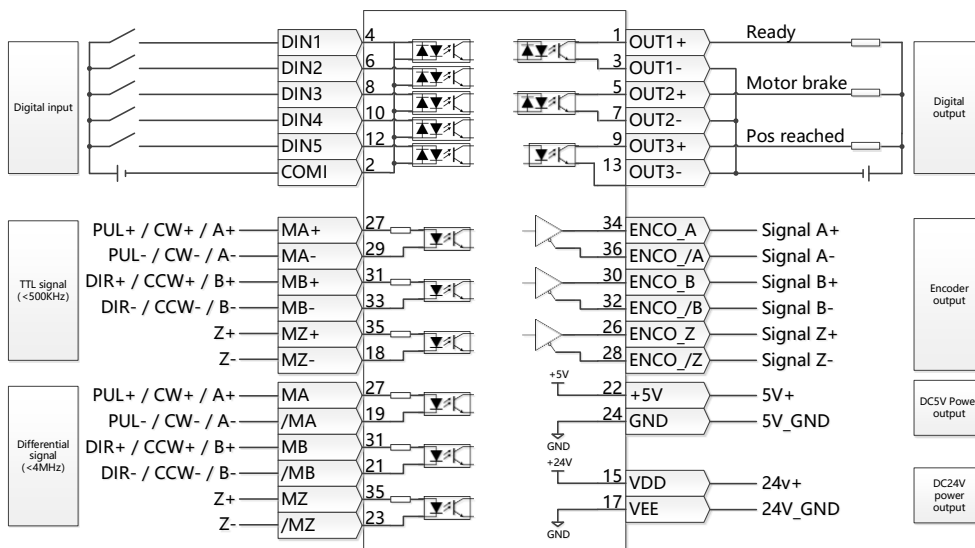 Digital input
DIN1
4
DIN2
6
DIN3
8
DIN4
10
DIN5
12
COMI
2
1
OUT1+
Ready
3
OUT1-
5
OUT2+
Motor brake
7
OUT2-
9
OUT3+
Pos reached
13
OUT3-
Digital
output
TTL signal
(<500KHz)
PUL+ / CW+ / A+
MA+
27
PUL- / CW- / A-
MA-
29
DIR+ / CCW+ / B+
MB+
31
DIR- / CCW- / B-
MB-
33
Z+
MZ+
35
Z-
MZ-
18
34
ENCO_A
Signal A+
36
ENCO_/A
Signal A-
30
ENCO_B
Signal B+
32
ENCO_/B
Signal B-
26
ENCO_Z
Signal Z+
28
ENCO_/Z
Signal Z-
Encoder
output
Differential
signal
(<4MHz)
PUL+ / CW+ / A+
MA
27
PUL- / CW- / A-
/MA
19
DIR+ / CCW+ / B+
MB
31
DIR- / CCW- / B-
/MB
21
Z+
MZ
35
Z-
/MZ
23
+5V
22
+5V
5V+
24
GND
5V_GND
GND
DC5V Power
output
+24V
15
VDD
24v+
17
VEE
24V_GND
GND
DC24V
power
output